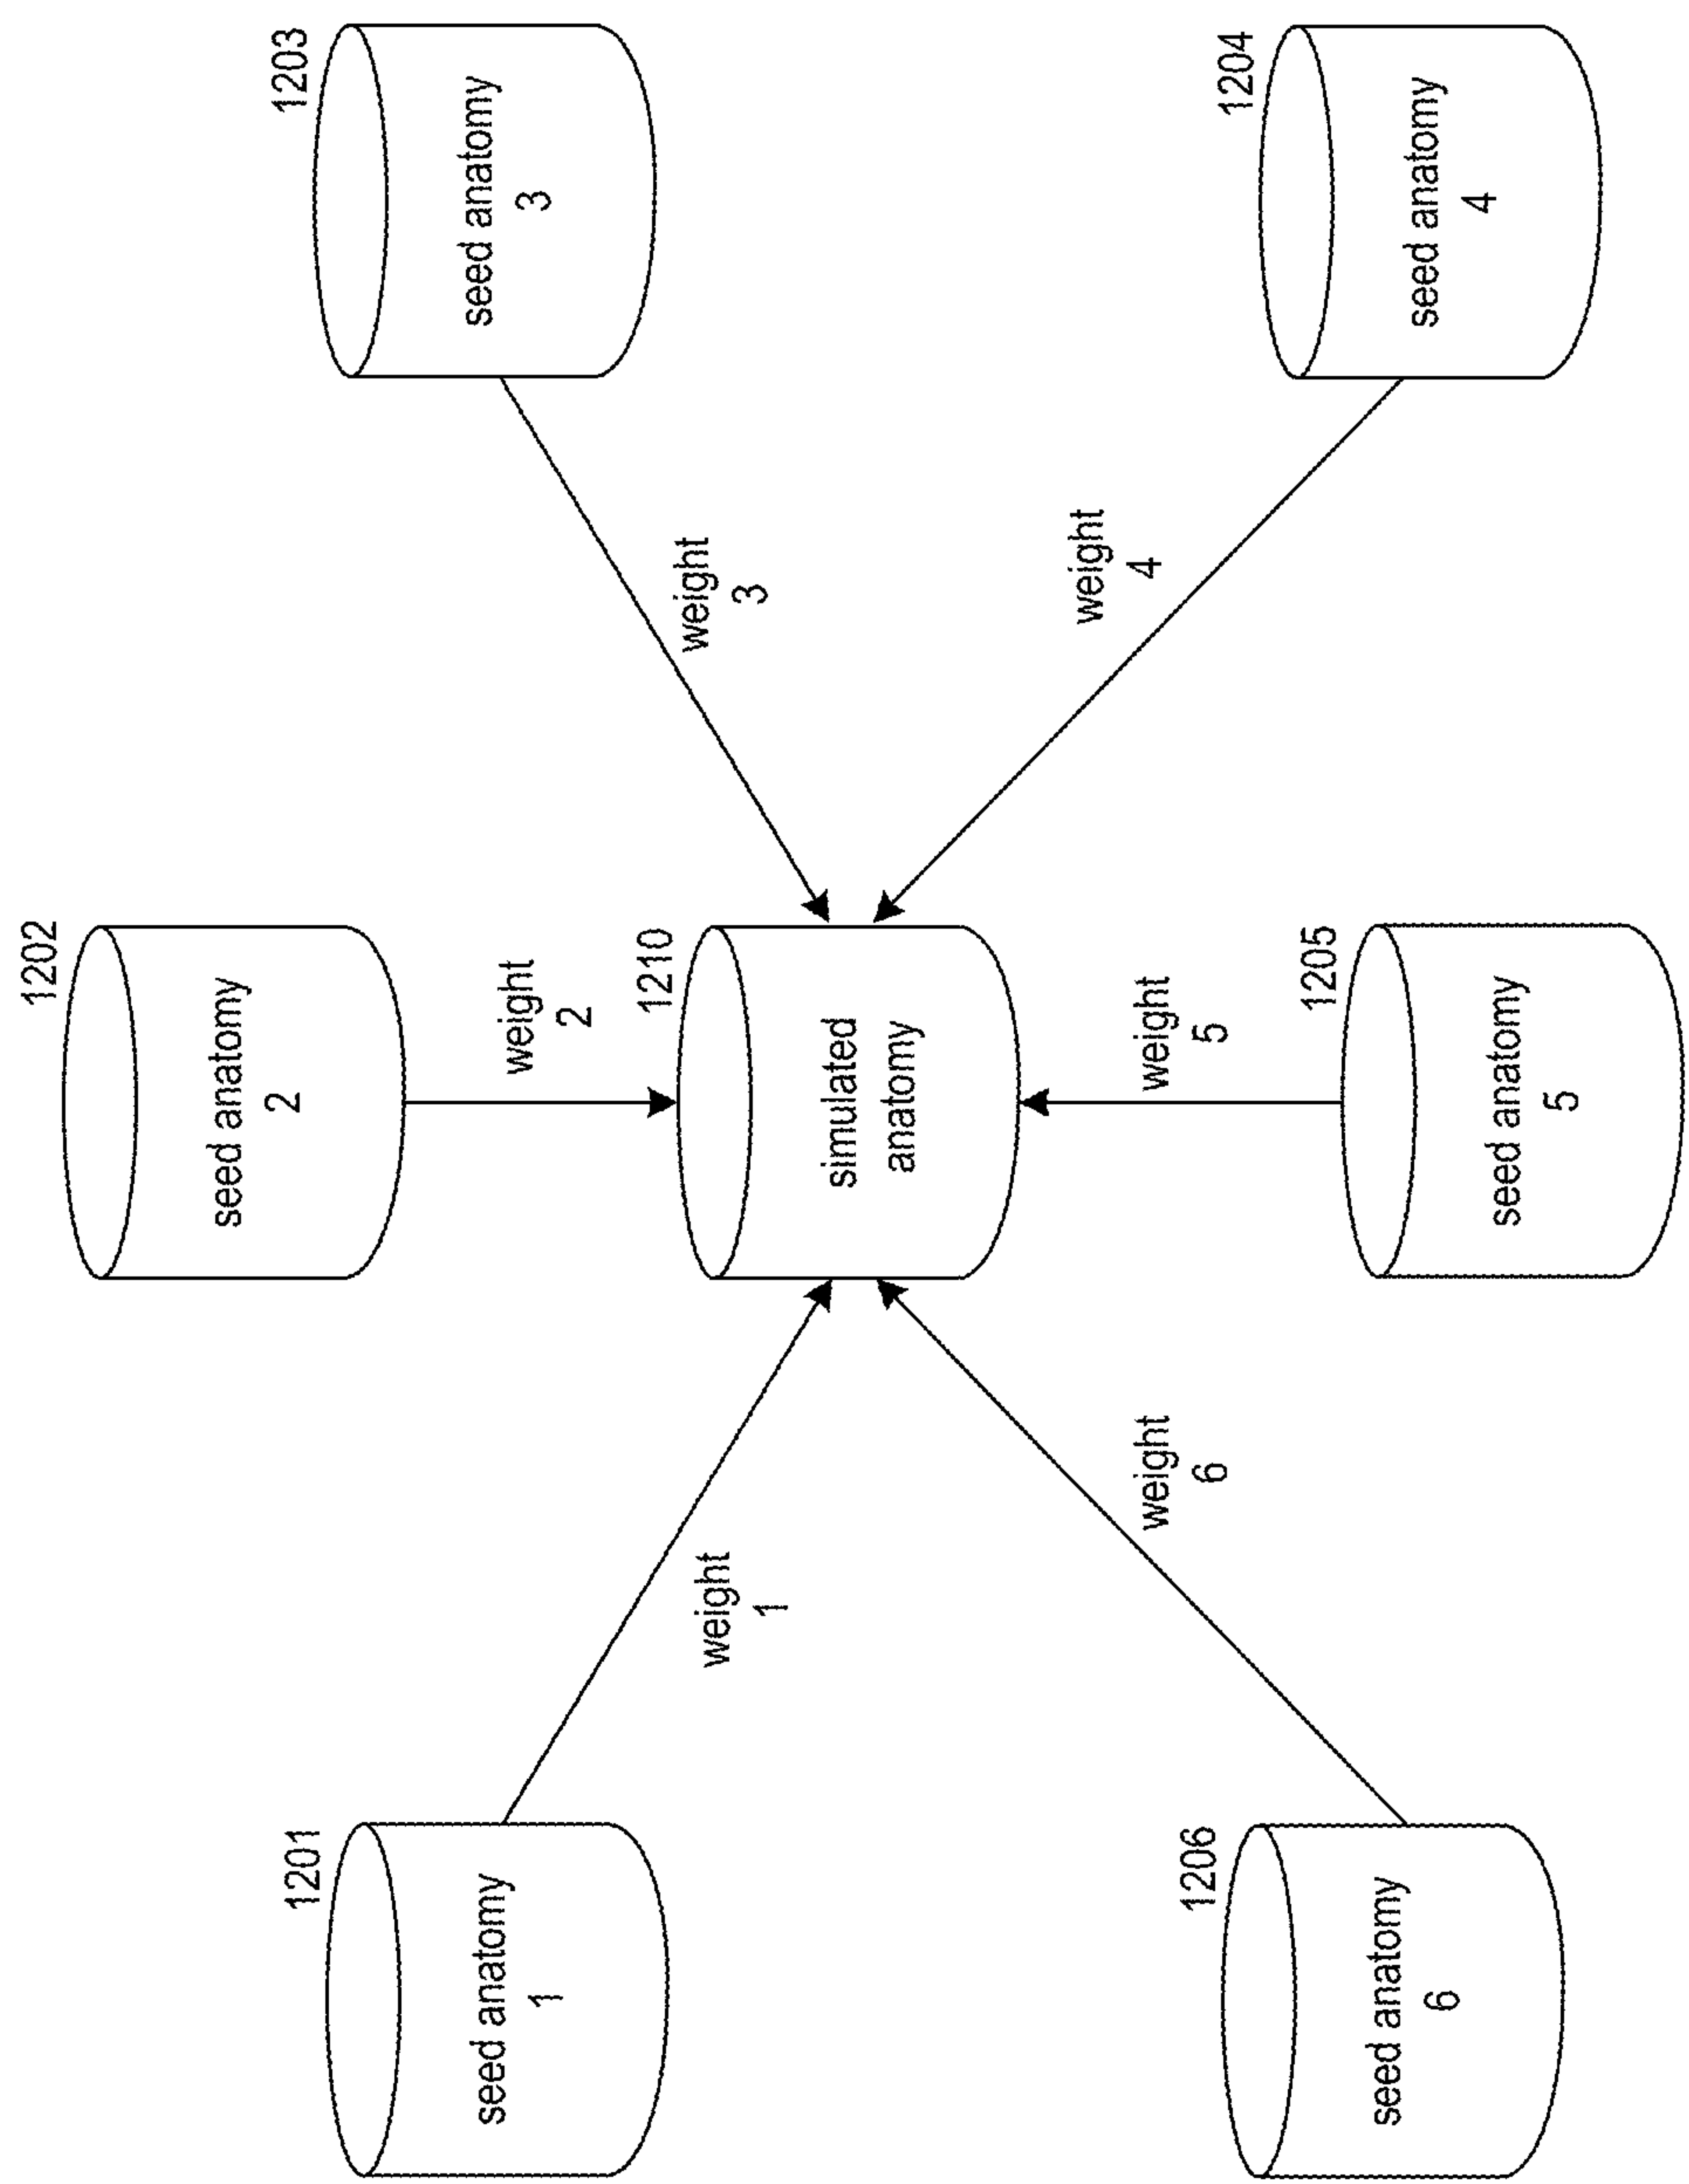 1202
seed anatomy
2
1201
seed anatomy
1
1203
seed anatomy
3
weight
1
weight
2
weight
3
1210
simulated
anatomy
weight
6
weight
5
weight
4
1206
seed anatomy
6
1205
seed anatomy
5
1204
seed anatomy
4